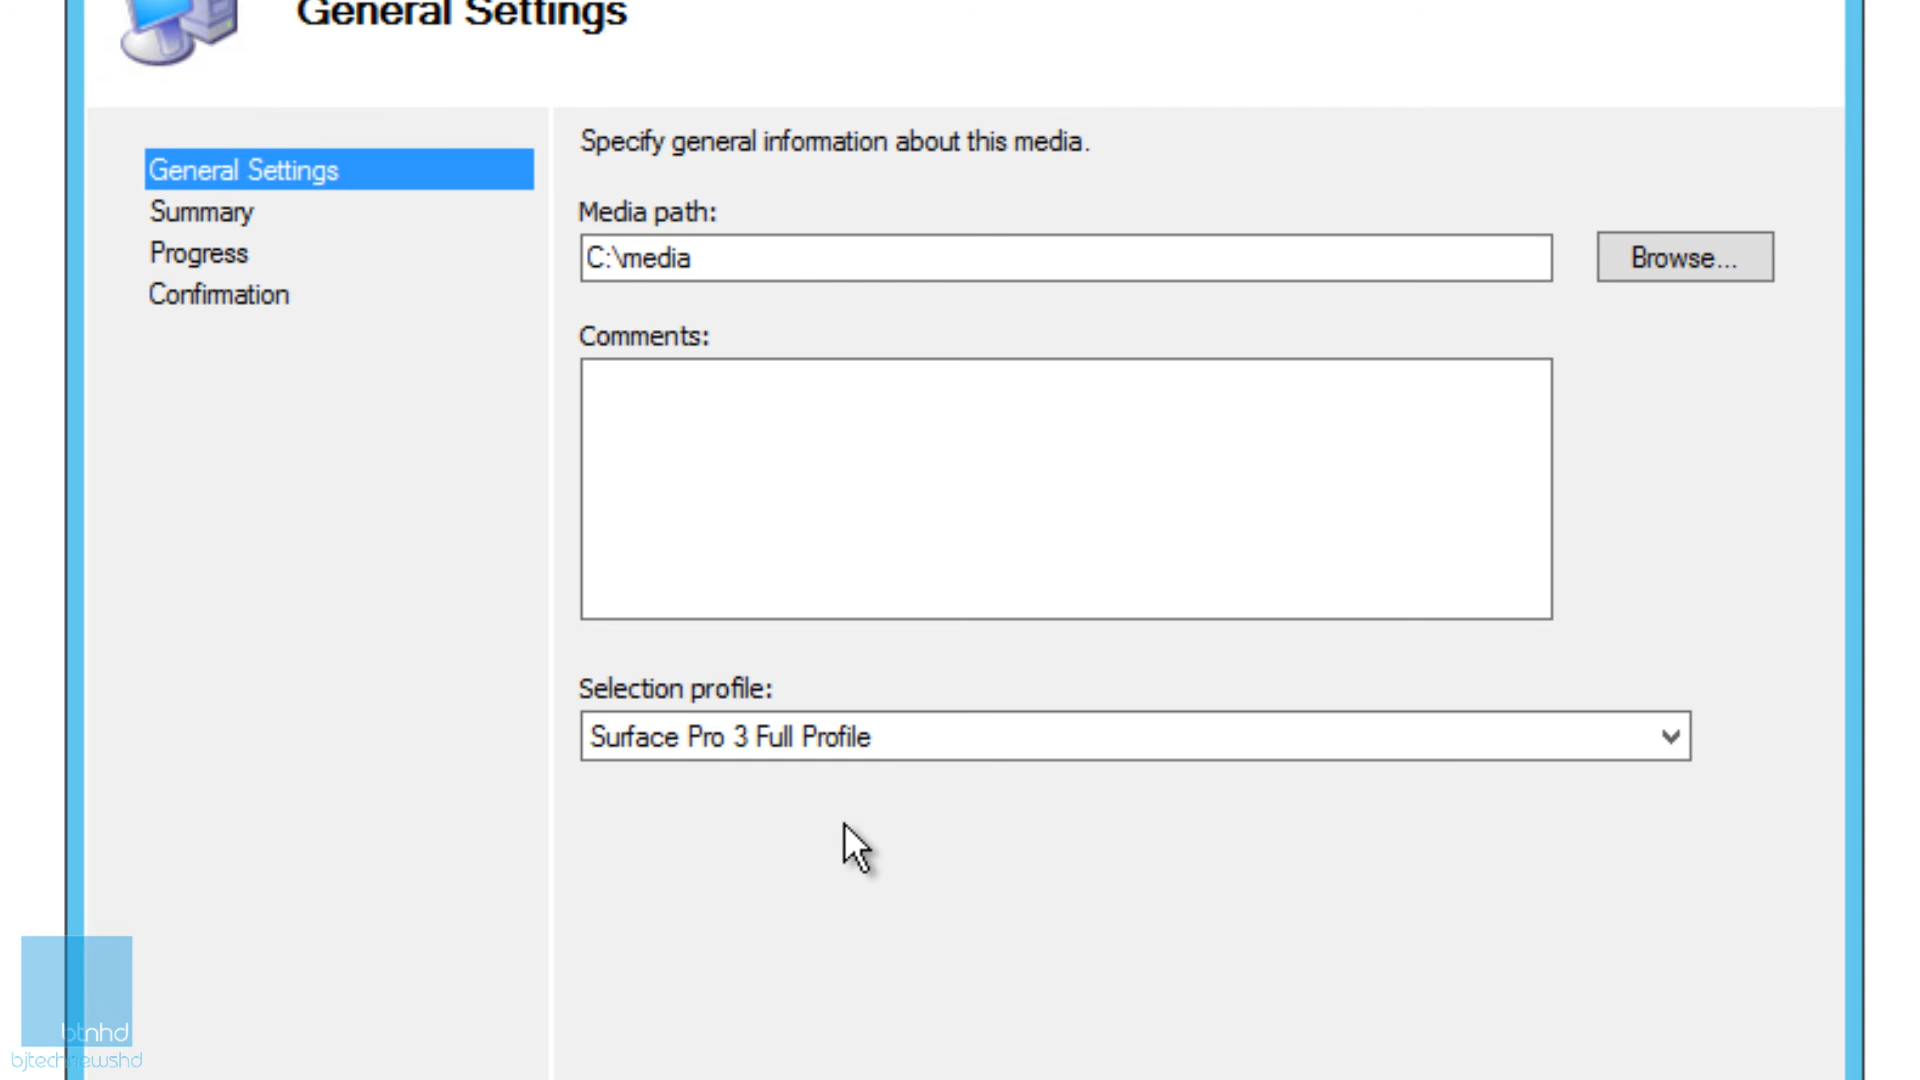 General Settings
General Settings
Summary
Progress
Confirmation
Specify general information about this media.
Media path:
C:\media
Browse...
Comments:
Selection profile:
Surface Pro 3 Full Profile
btnhd
bjtechnewshd